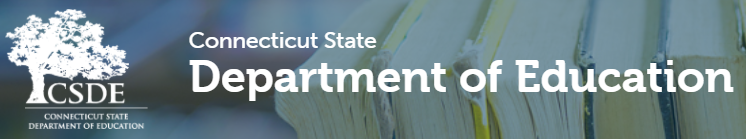 CSDE
CONNECTICUT STATE
DEPARTMENT OF EDUCATION
Connecticut State
Department of Education